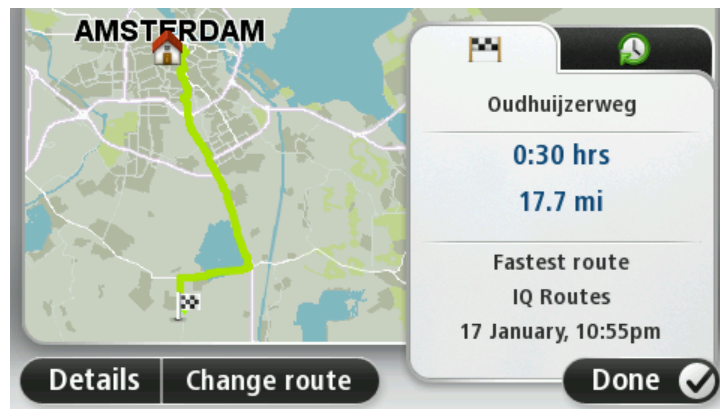 AMSTERDAM
Oudhuijzerweg
0:30 hrs
17.7 mi
Fastest route
IQ Routes
17 January, 10:55pm
Details
Change route
Done